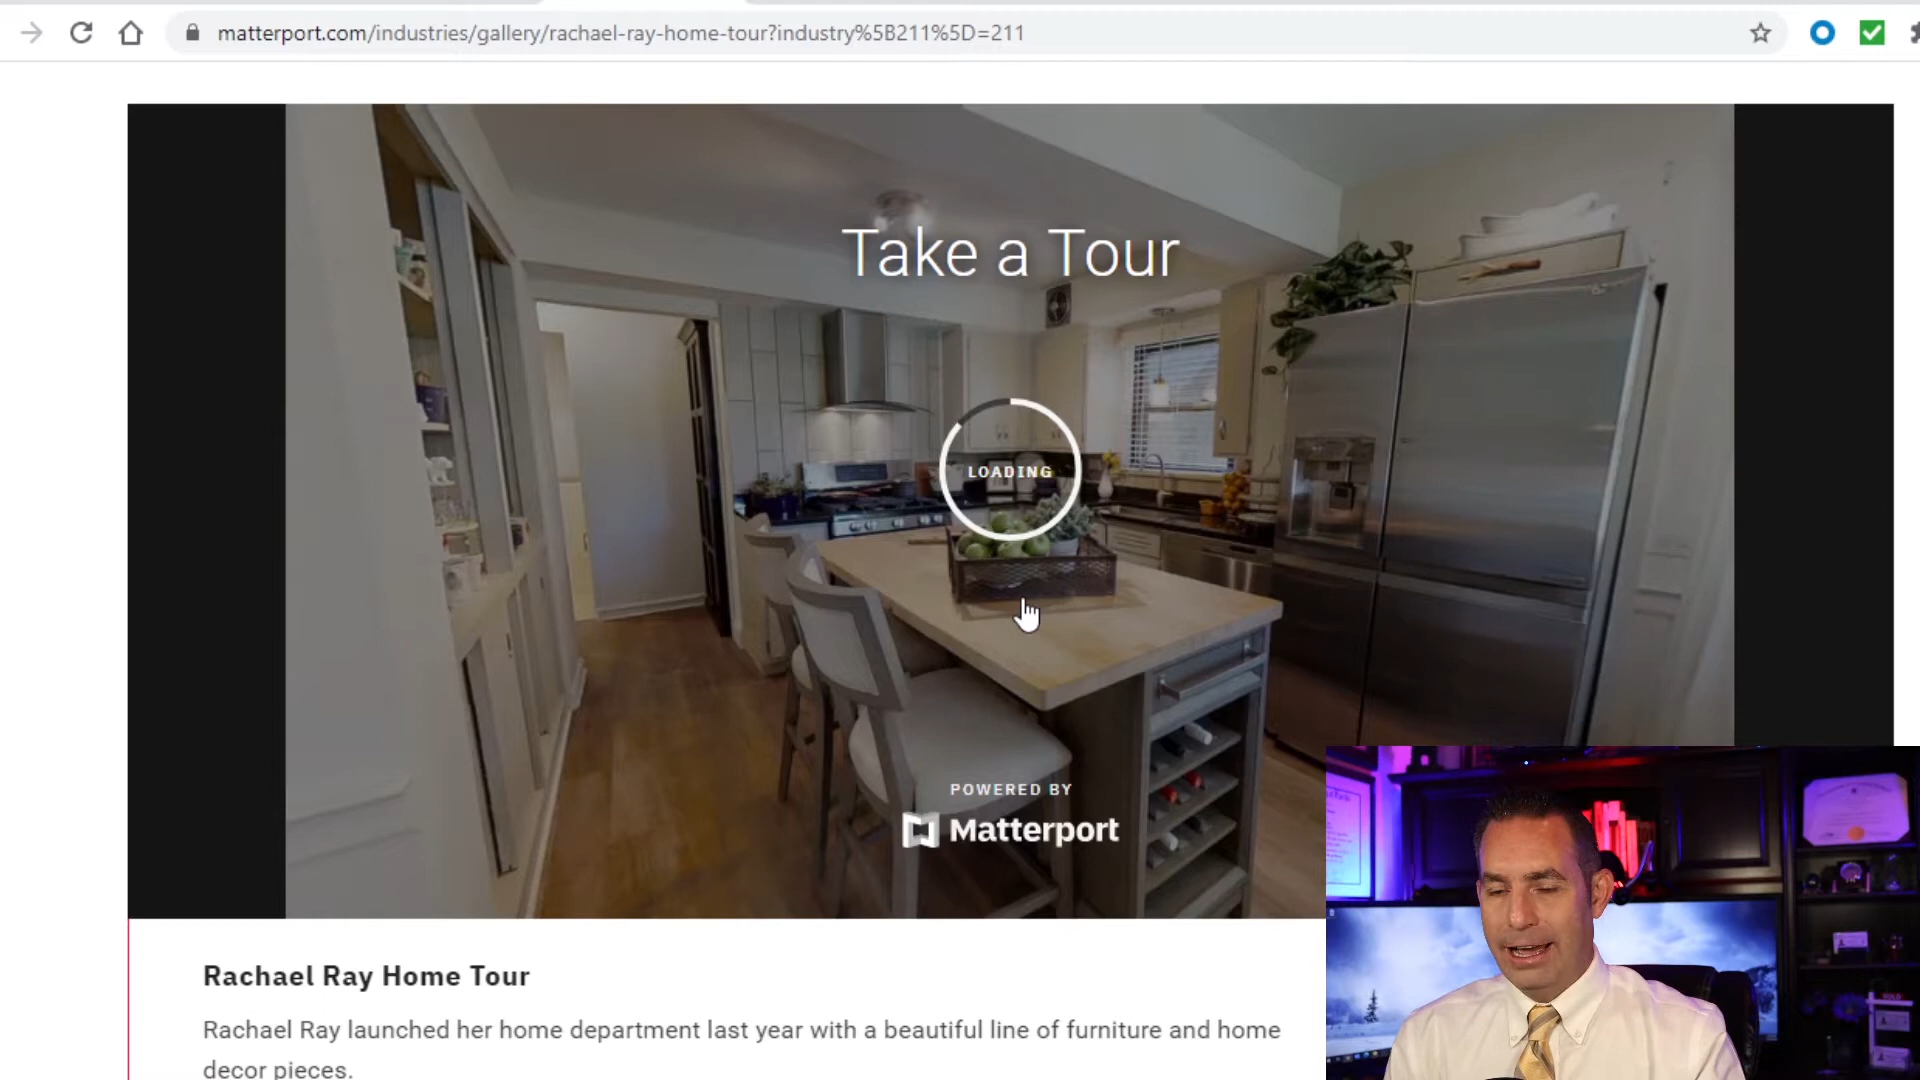 matterport.com/industries/gallery/rachael-ray-home-tour?industry%5B211%5D=211
Take a Tour
LOADING
POWERED BY
Matterport
Rachael Ray Home Tour
Rachael Ray launched her home department last year with a beautiful line of furniture and home
decor pieces.